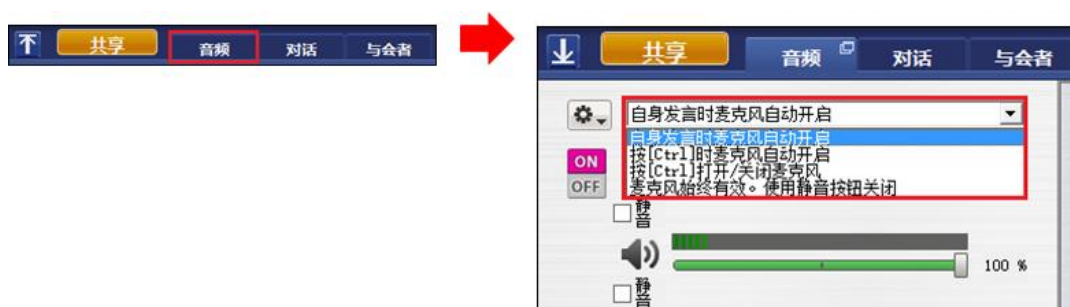 共享 音频 对话 与会者
共享 音频 对话 与会者
自身发言时麦克风自动开启
自身发言时麦克风自动开启
按[Ctrl]时麦克风自动开启
按[Ctrl]打开/关闭麦克风
麦克风始终有效。使用静音按钮关闭
ON
OFF
静音
100 %
静音